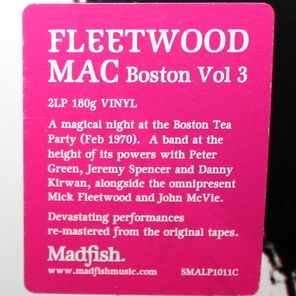 FLEETWOOD
MAC Boston Vol 3
2LP 180g VINYL
A magical night at the Boston Tea
Party (Feb 1970). A band at the
height of its powers with Peter
Green, Jeremy Spencer and Danny
Kirwan, alongside the omnipresent
Mick Fleetwood and John McVie.
Devastating performances
re-mastered from the original tapes.
Madfish.
www.madfishmusic.com SMALP1011C